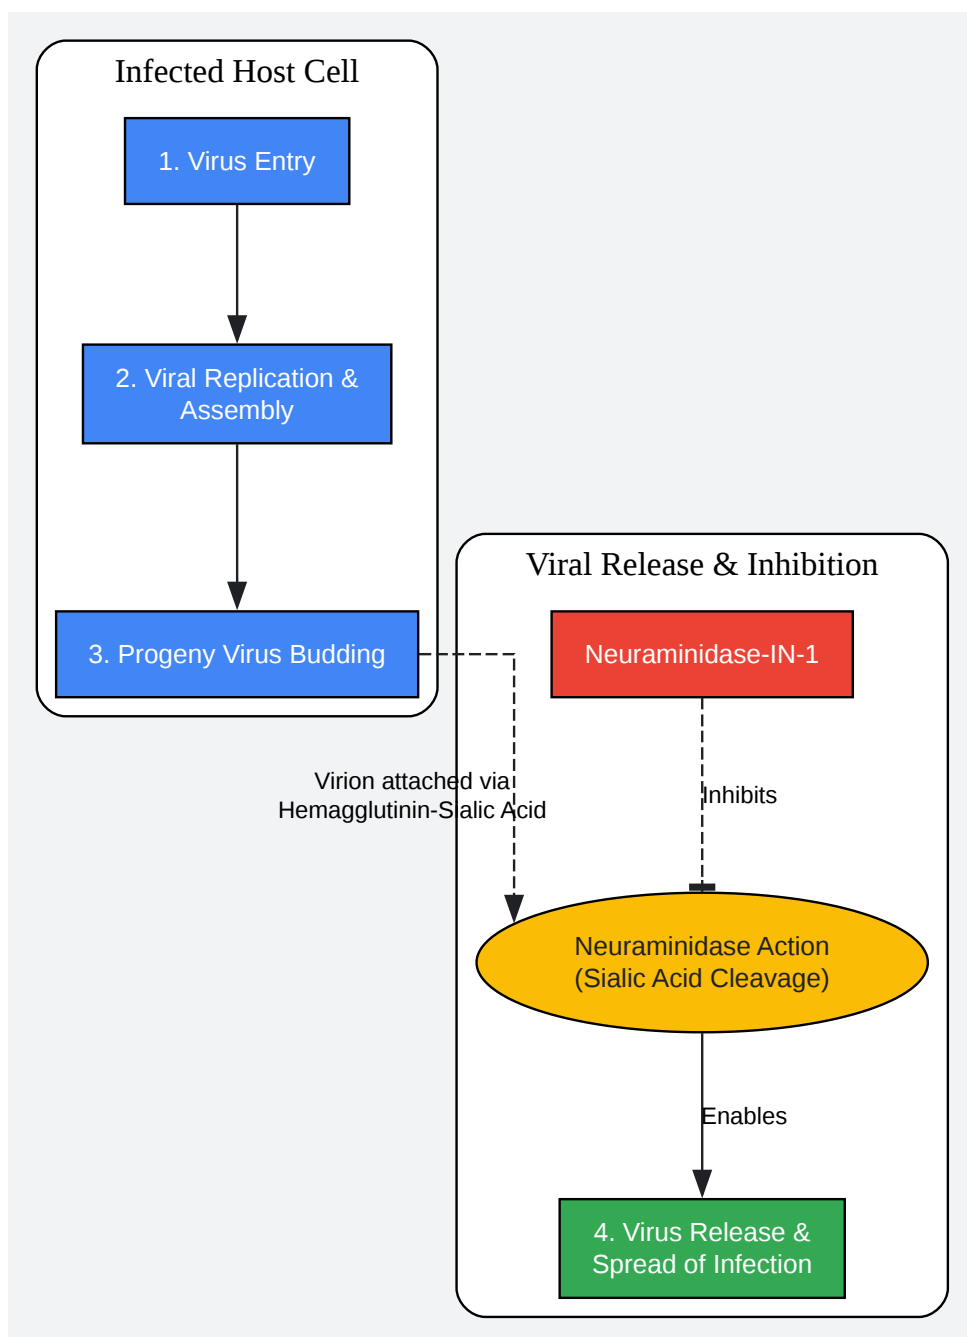 Infected Host Cell
1. Virus Entry
2. Viral Replication &
Assembly
3. Progeny Virus Budding
Virion attached via
Hemagglutinin-Sialic Acid
Viral Release & Inhibition
Neuraminidase-IN-1
Inhibits
Neuraminidase Action
(Sialic Acid Cleavage)
Enables
4. Virus Release &
Spread of Infection